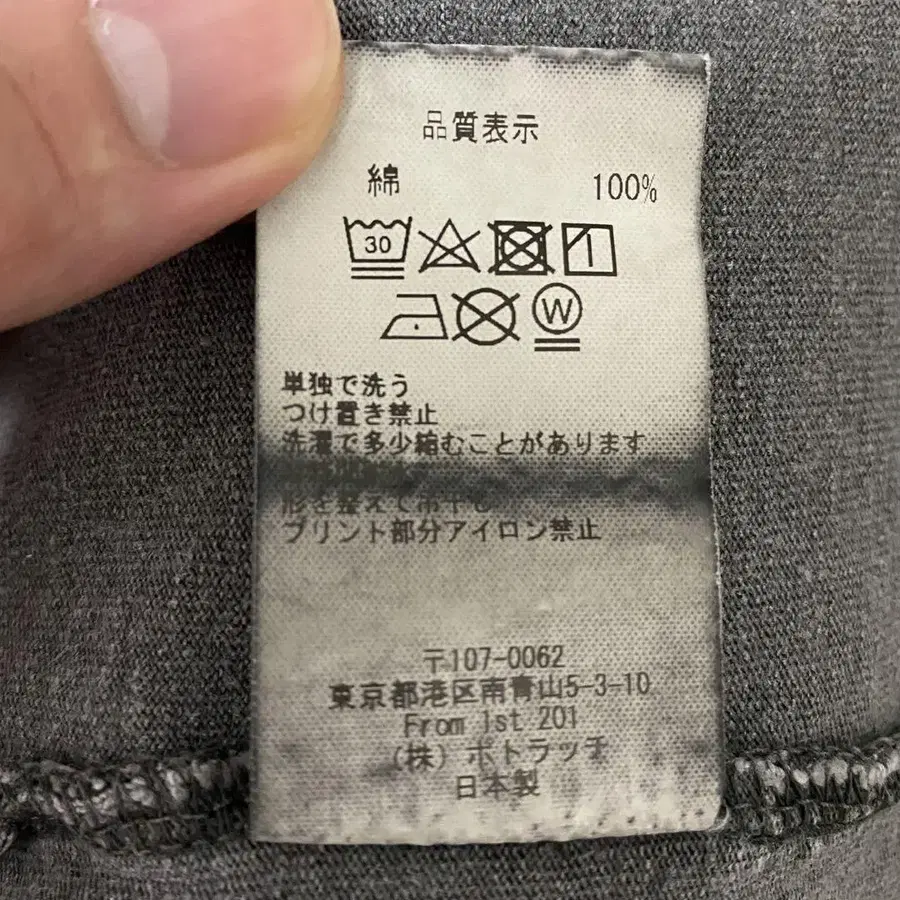 品質表示
綿 100%
30
W
単独で洗う
つけ置き禁止
洗濯で多少縮むことがあります
形を整えて吊干し
プリント部分アイロン禁止
〒107-0062
東京都港区南青山5-3-10
From 1st 201
(株) ポトラッチ
日本製